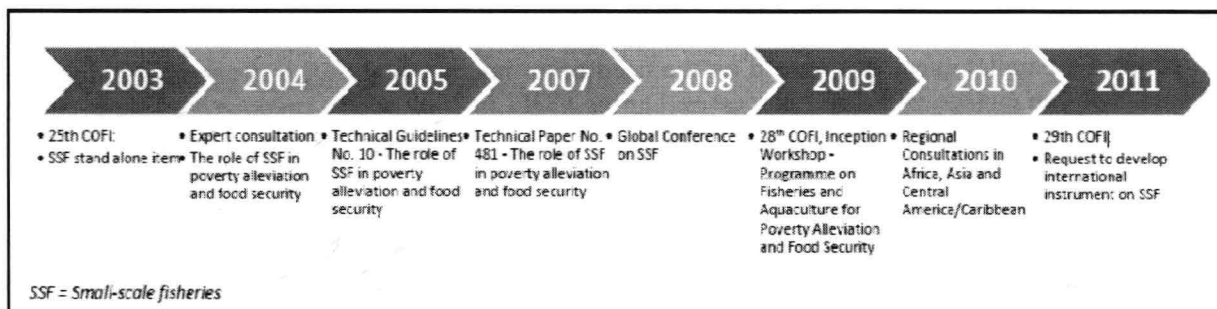 2003
2004
2005
2007
2008
2009
2010
2011
• 25th COFI:
• SSF stand alone item
• Expert consultation
The role of SSF in
poverty alleviation
and food security
• Technical Guidelines
No. 10 - The role of
SSF in poverty
alleviation and food
security
• Technical Paper No.
481 - The role of SSF
in poverty alleviation
and food security
• Global Conference
on SSF
• 28th COFI, Inception
Workshop -
Programme on
Fisheries and
Aquaculture for
Poverty Alleviation
and Food Security
• Regional
Consultations in
Africa, Asia and
Central
America/Caribbean
• 29th COFI;
• Request to develop
international
instrument on SSF
SSF = Small-scale fisheries